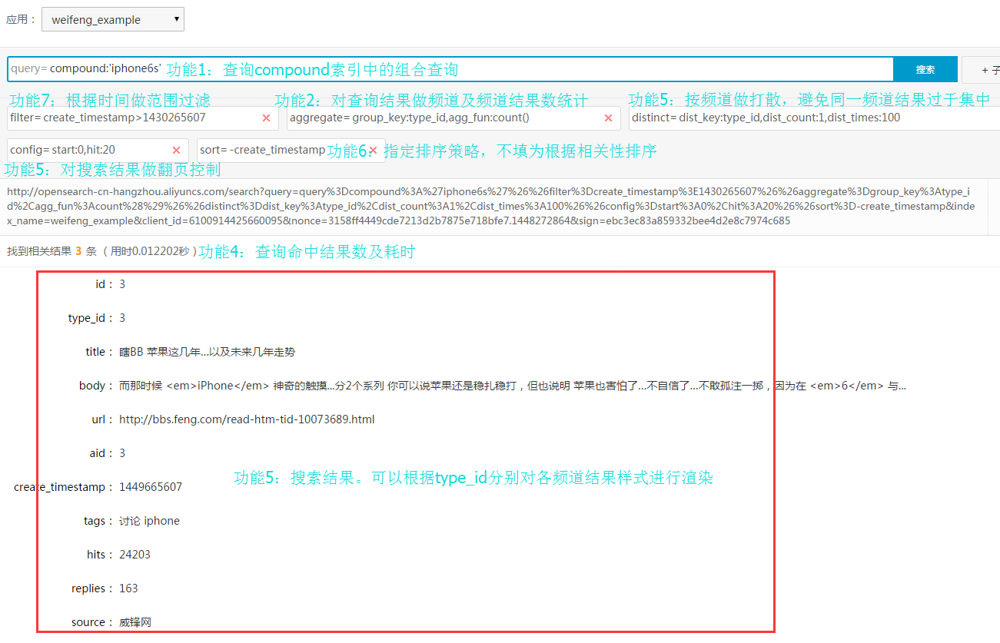 应用： weifeng_example
query= compound:'iphone6s' 功能1：查询compound索引中的组合查询 搜索 + 子
功能7：根据时间做范围过滤 功能2：对查询结果做频道及频道结果数统计 功能5：按频道做打散，避免同一频道结果过于集中
filter= create_timestamp>1430265607 × aggregate= group_key:type_id,agg_fun:count() × distinct= dist_key:type_id,dist_count:1,dist_times:100
config= start:0,hit:20 × sort= -create_timestamp × 功能6：指定排序策略，不填为根据相关性排序
功能5：对搜索结果做翻页控制
http://opensearch-cn-hangzhou.aliyuncs.com/search?query=query%3Dcompound%3A%27iphone6s%27%26%26filter%3Dcreate_timestamp%3E1430265607%26%26aggregate%3Dgroup_key%3Atype_i
d%2Cagg_fun%3Acount%28%29%26%26distinct%3Ddist_key%3Atype_id%2Cdist_count%3A1%2Cdist_times%3A100%26%26config%3Dstart%3A0%2Chit%3A20%26%26sort%3D-create_timestamp&inde
x_name=weifeng_example&client_id=6100914425660095&nonce=3158ff4449cde7213d2b7875e718bfe7.1448272864&sign=ebc3ec83a859332bee4d2e8c7974c685
找到相关结果 3 条 （ 用时0.012202秒 ） 功能4：查询命中结果数及耗时
id： 3
type_id： 3
title： 瞎BB 苹果这几年...以及未来几年走势
body： 而那时候 <em>iPhone</em> 神奇的触摸...分2个系列 你可以说苹果还是稳扎稳打，但也说明 苹果也害怕了...不自信了...不敢孤注一掷，因为在 <em>6</em> 与...
url： http://bbs.feng.com/read-htm-tid-10073689.html
aid： 3
功能5：搜索结果。可以根据type_id分别对各频道结果样式进行渲染
create_timestamp： 1449665607
tags： 讨论 iphone
hits： 24203
replies： 163
source： 威锋网